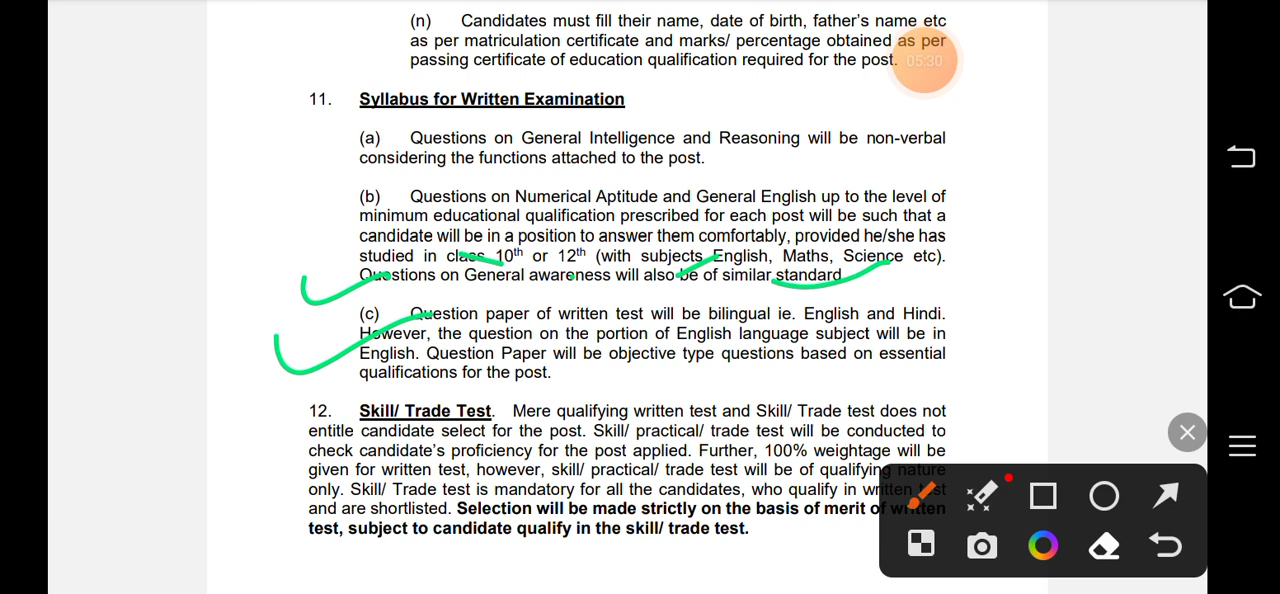 (n) Candidates must fill their name, date of birth, father's name etc
as per matriculation certificate and marks/ percentage obtained as per
passing certificate of education qualification required for the post.
05:30
11. Syllabus for Written Examination
(a) Questions on General Intelligence and Reasoning will be non-verbal
considering the functions attached to the post.
(b) Questions on Numerical Aptitude and General English up to the level of
minimum educational qualification prescribed for each post will be such that a
candidate will be in a position to answer them comfortably, provided he/she has
studied in class 10th or 12th (with subjects English, Maths, Science etc).
Questions on General awareness will also be of similar standard
(c) Question paper of written test will be bilingual ie. English and Hindi.
However, the question on the portion of English language subject will be in
English. Question Paper will be objective type questions based on essential
qualifications for the post.
12. Skill/ Trade Test. Mere qualifying written test and Skill/ Trade test does not
entitle candidate select for the post. Skill/ practical/ trade test will be conducted to
check candidate's proficiency for the post applied. Further, 100% weightage will be
given for written test, however, skill/ practical/ trade test will be of qualifying nature
only. Skill/ Trade test is mandatory for all the candidates, who qualify in written test
and are shortlisted. Selection will be made strictly on the basis of merit of written
test, subject to candidate qualify in the skill/ trade test.